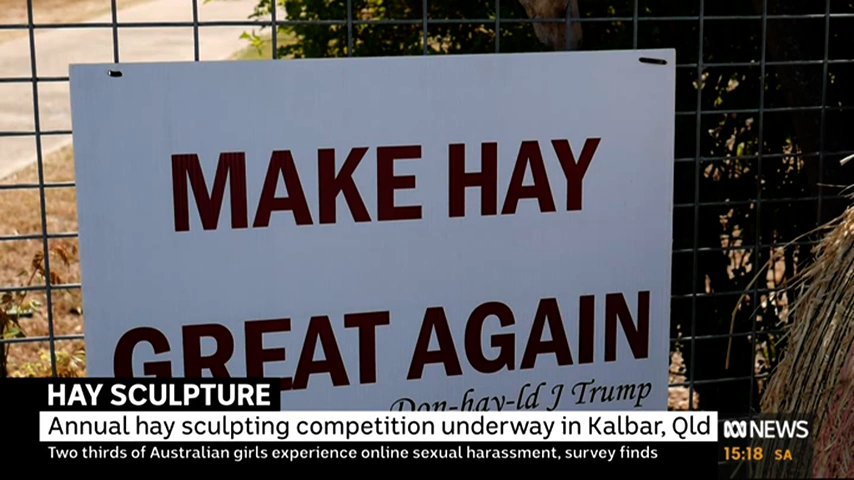 MAKE HAY
GREAT AGAIN
Don-hay-ld J Trump
HAY SCULPTURE
Annual hay sculpting competition underway in Kalbar, Qld
Two thirds of Australian girls experience online sexual harassment, survey finds
ABC NEWS
15:18 SA